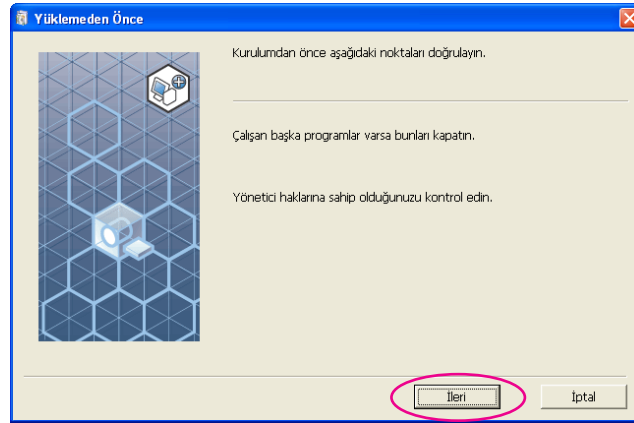 Yüklemeden Önce
Kurulumdan önce aşağıdaki noktaları doğrulayın.
Çalışan başka programlar varsa bunları kapatın.
Yönetici haklarına sahip olduğunuzu kontrol edin.
İleri
İptal